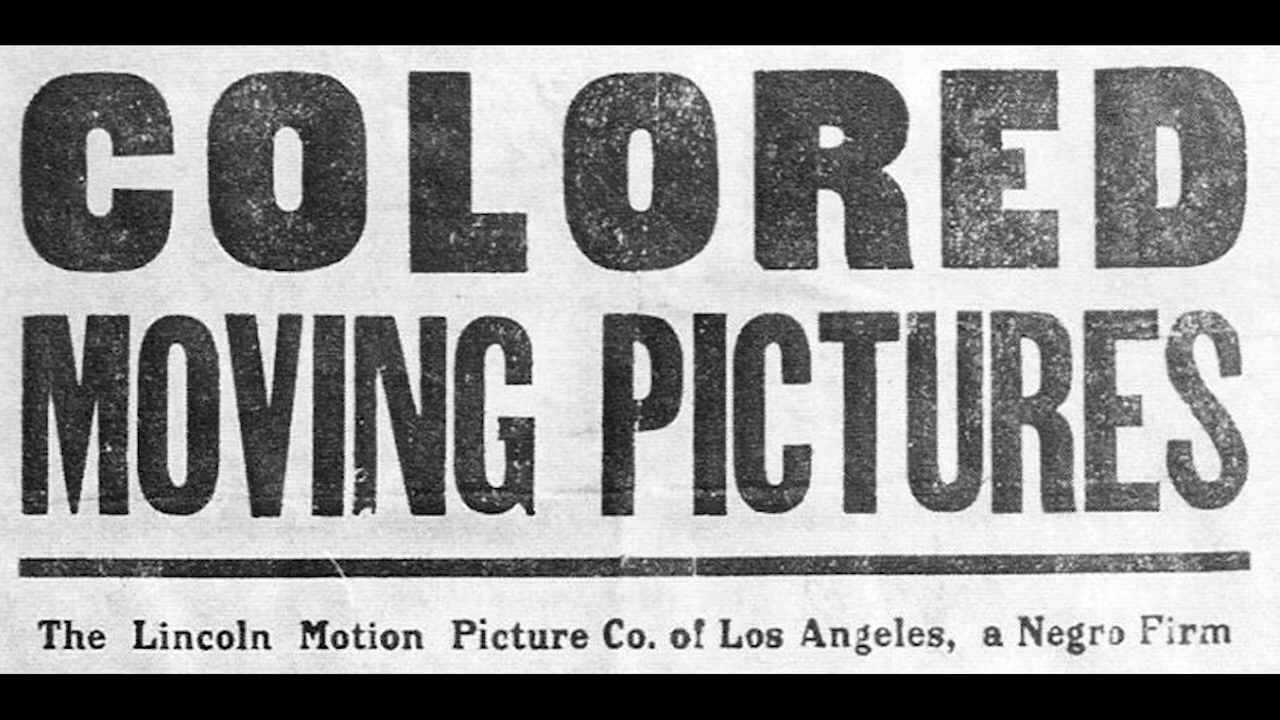 COLORED
MOVING PICTURES
The Lincoln Motion Picture Co. of Los Angeles, a Negro Firm